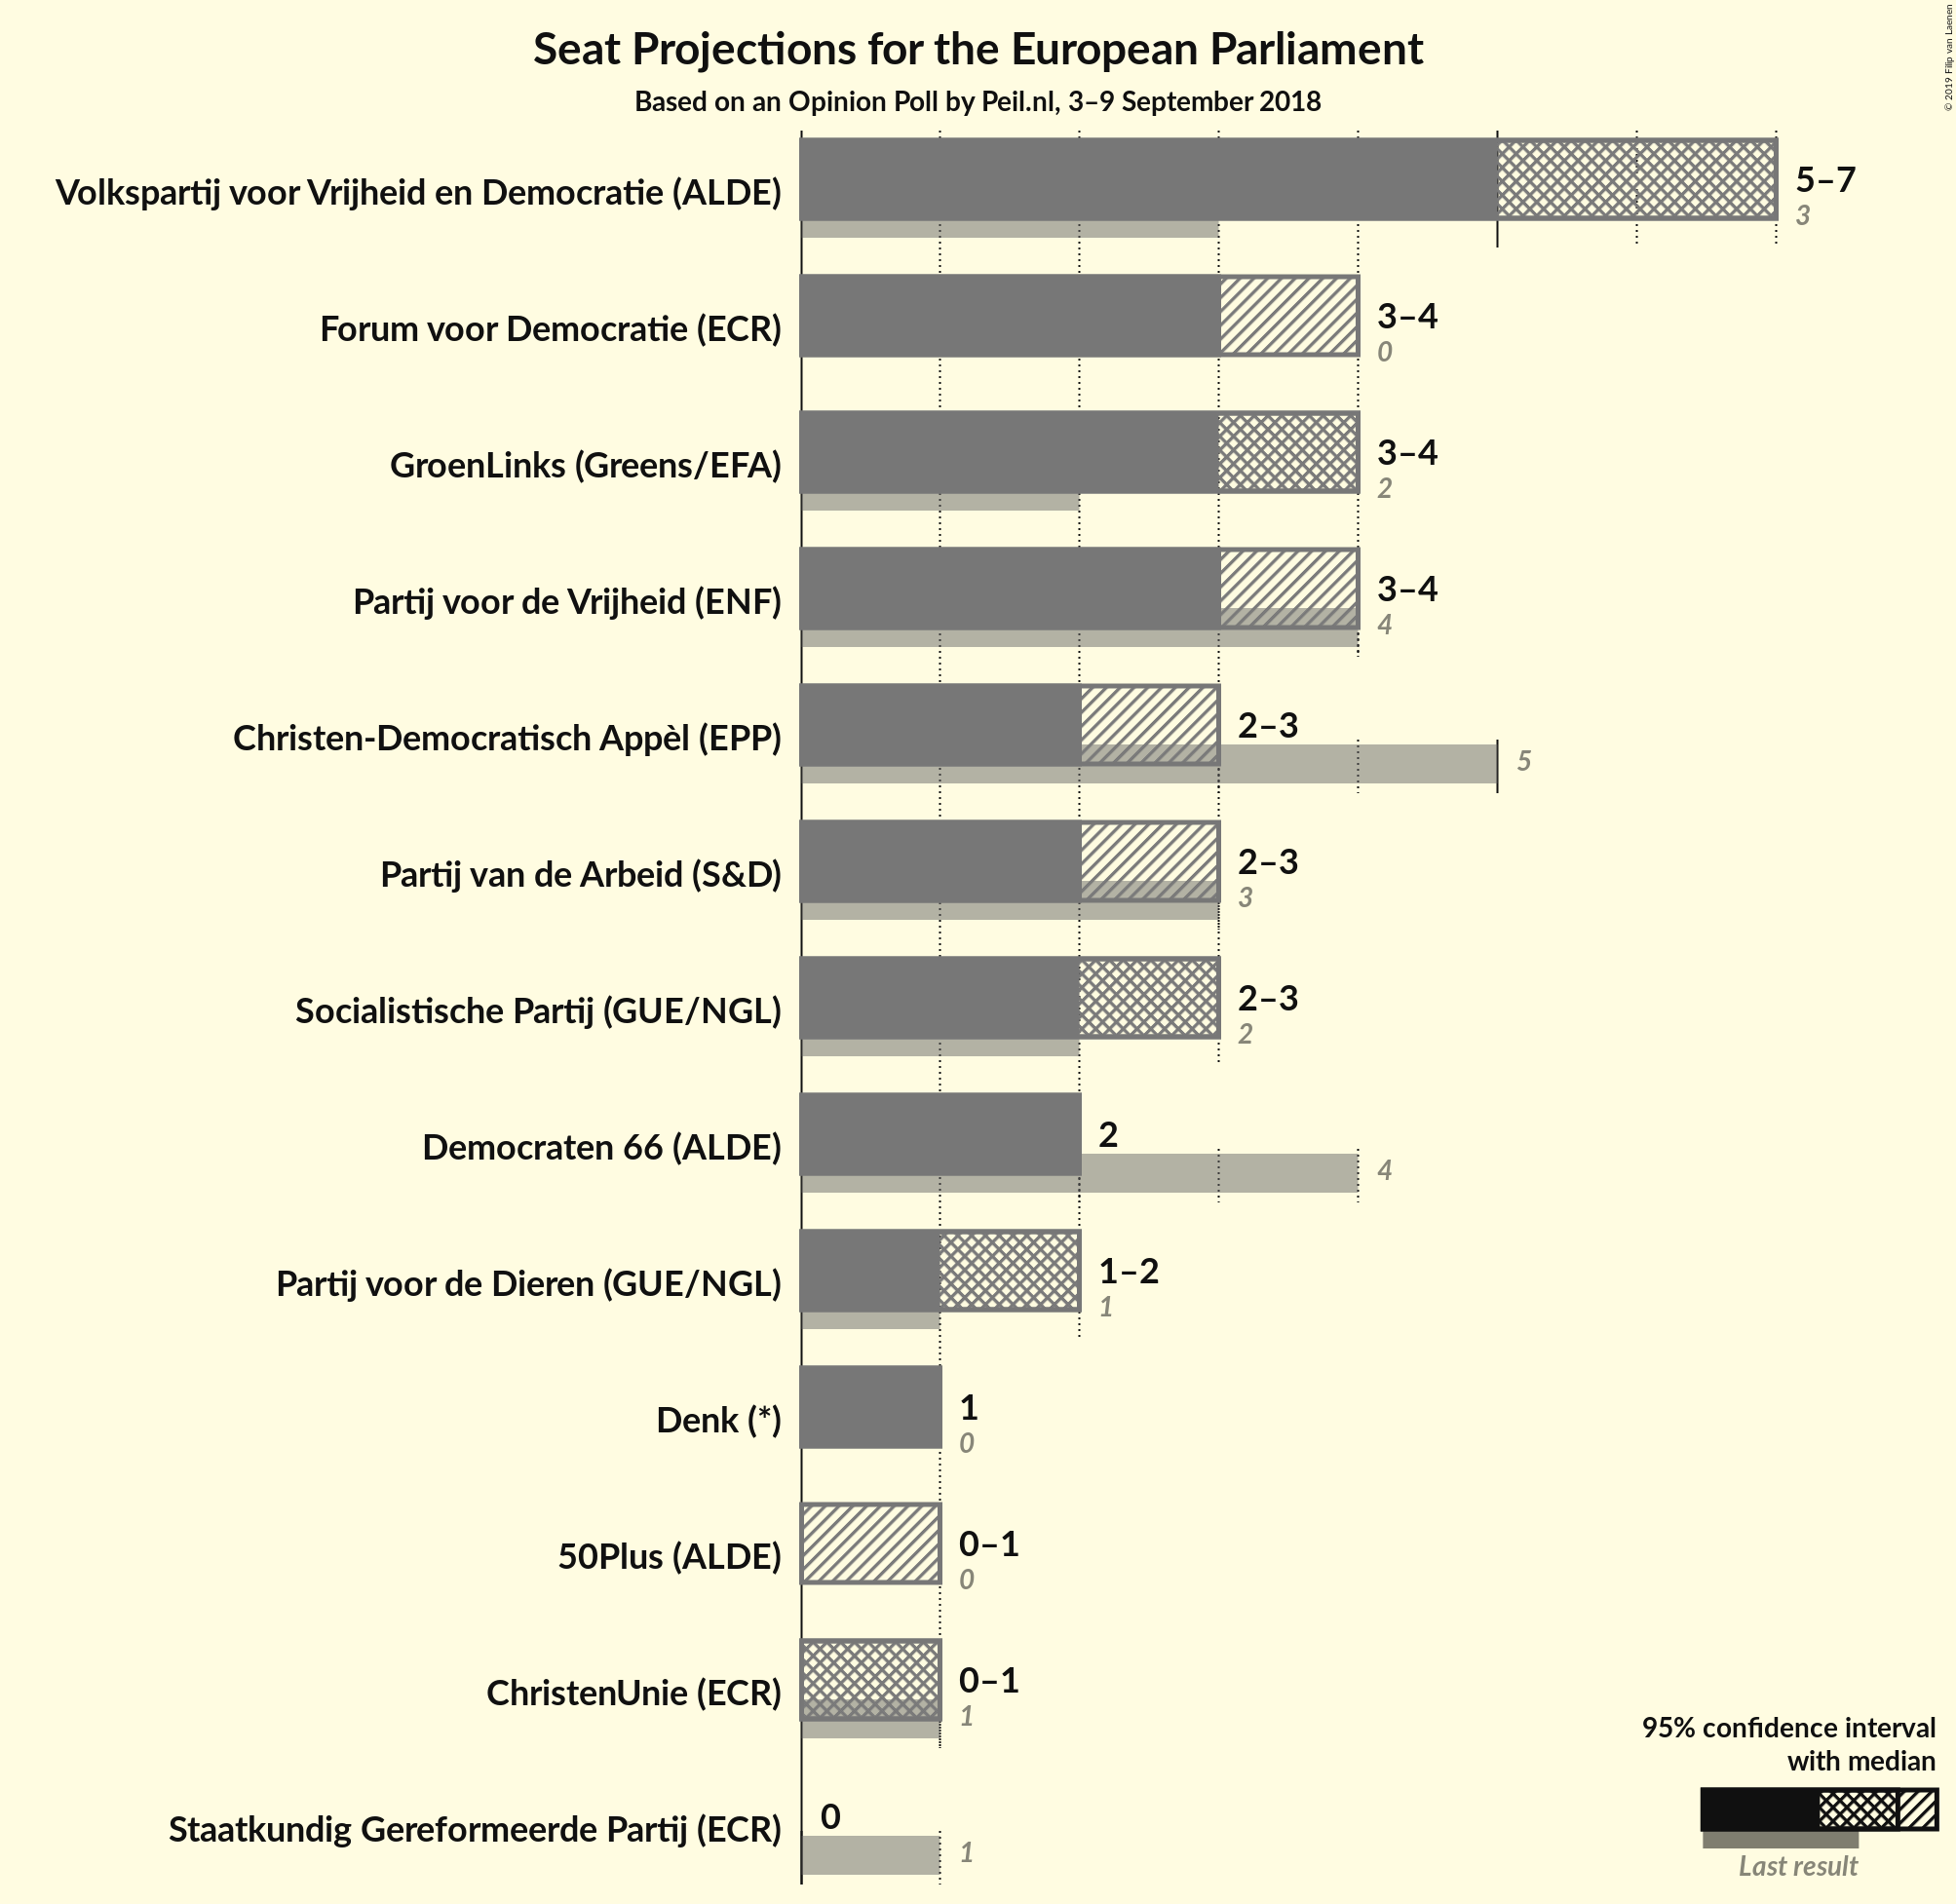 Seat Projections for the European Parliament
Based on an Opinion Poll by Peil.nl, 3–9 September 2018
© 2019 Filip van Laenen
Volkspartij voor Vrijheid en Democratie (ALDE)
5–7
3
Forum voor Democratie (ECR)
3–4
0
GroenLinks (Greens/EFA)
3–4
2
Partij voor de Vrijheid (ENF)
3–4
4
Christen-Democratisch Appèl (EPP)
2–3
5
Partij van de Arbeid (S&D)
2–3
3
Socialistische Partij (GUE/NGL)
2–3
2
Democraten 66 (ALDE)
2
4
Partij voor de Dieren (GUE/NGL)
1–2
1
Denk (*)
1
0
50Plus (ALDE)
0–1
0
ChristenUnie (ECR)
0–1
1
Staatkundig Gereformeerde Partij (ECR)
0
1
95% confidence interval
with median
Last result